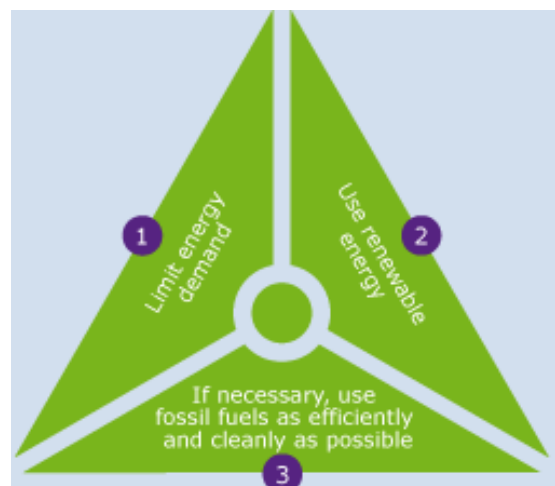 1
Limit energy
demand
2
Use renewable
energy
If necessary, use
fossil fuels as efficiently
and cleanly as possible
3